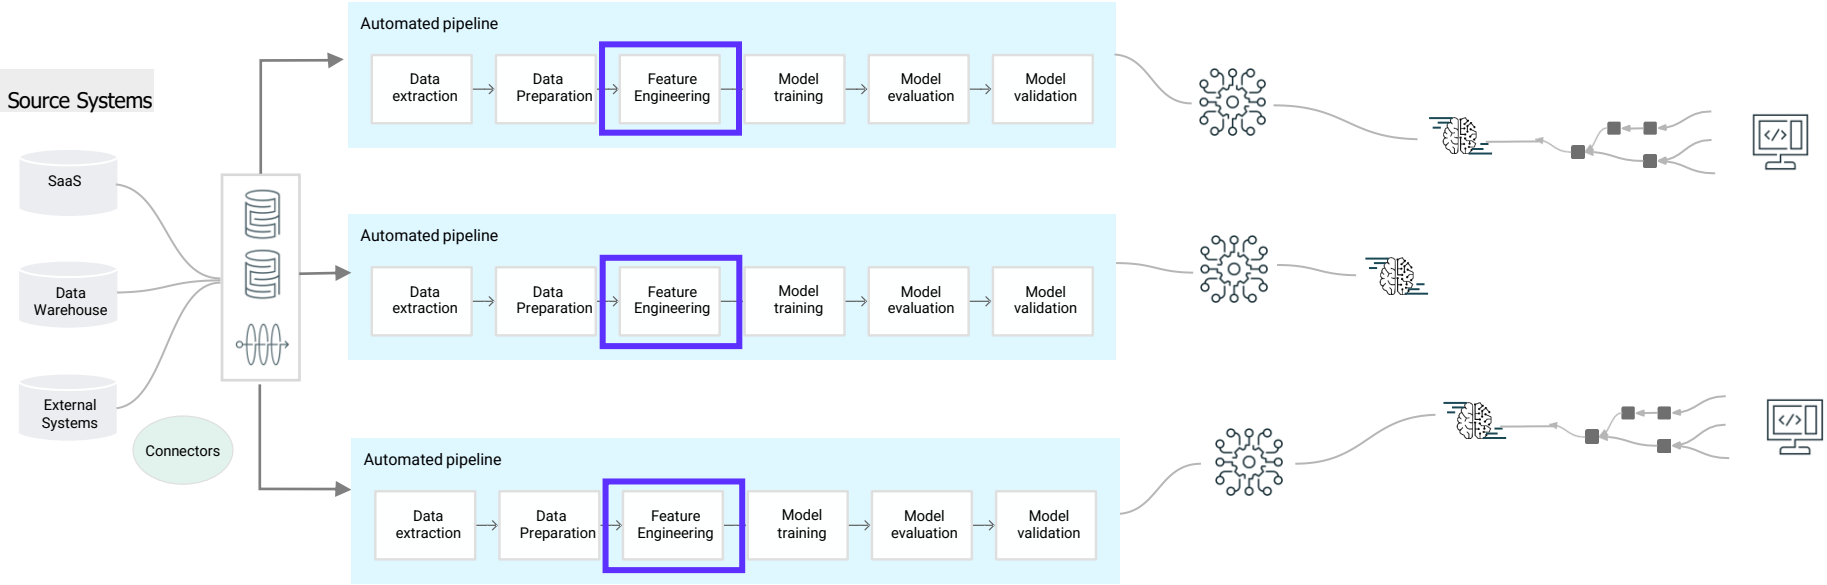 Source Systems
SaaS
Data
Warehouse
External
Systems
Connectors
Automated pipeline
Data
extraction
Data
Preparation
Feature
Engineering
Model
training
Model
evaluation
Model
validation
</>
Automated pipeline
Data
extraction
Data
Preparation
Feature
Engineering
Model
training
Model
evaluation
Model
validation
Automated pipeline
Data
extraction
Data
Preparation
Feature
Engineering
Model
training
Model
evaluation
Model
validation
</>